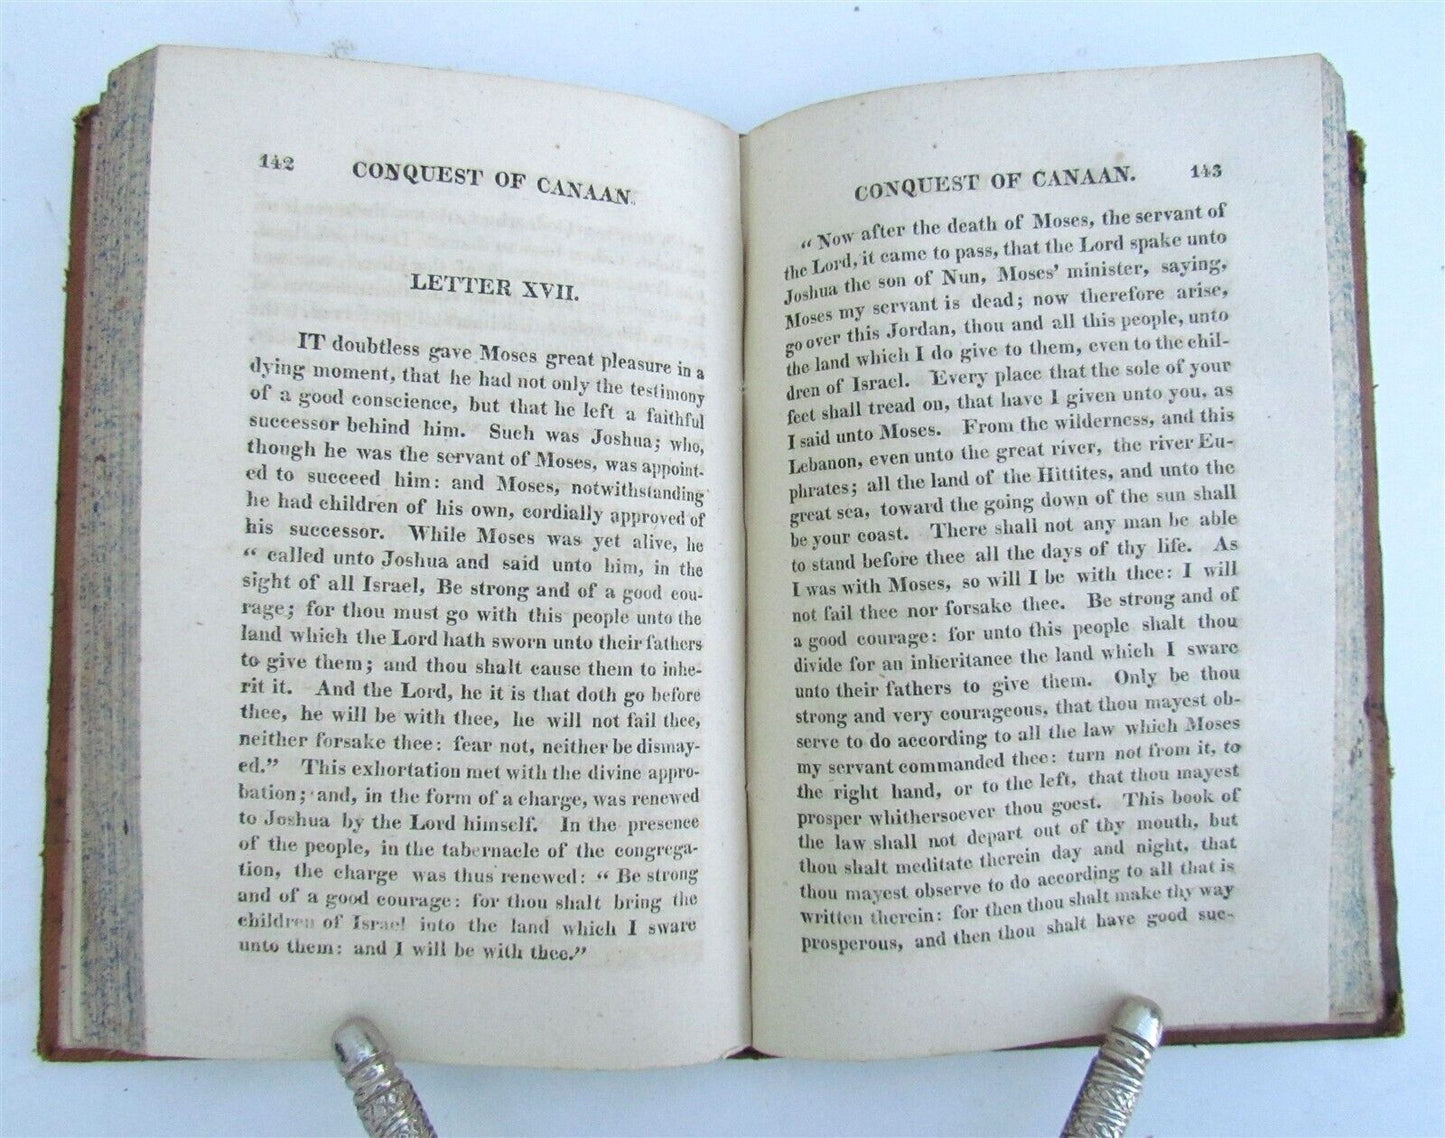 142
CONQUEST OF CANAAN.
LETTER XVII.
IT doubtless gave Moses great pleasure in a
dying moment, that he had not only the testimony
of a good conscience, but that he left a faithful
successor behind him. Such was Joshua; who,
though he was the servant of Moses, was appoint-
ed to succeed him: and Moses, notwithstanding
he had children of his own, cordially approved of
his successor. While Moses was yet alive, he
" called unto Joshua and said unto him, in the
sight of all Israel, Be strong and of a good cou-
rage; for thou must go with this people unto the
land which the Lord hath sworn unto their fathers
to give them; and thou shalt cause them to inhe-
rit it. And the Lord, he it is that doth go before
thee, he will be with thee, he will not fail thee,
neither forsake thee: fear not, neither be dismay-
ed." This exhortation met with the divine appro-
bation; and, in the form of a charge, was renewed
to Joshua by the Lord himself. In the presence
of the people, in the tabernacle of the congrega-
tion, the charge was thus renewed: " Be strong
and of a good courage: for thou shalt bring the
children of Israel into the land which I sware
unto them: and I will be with thee."
CONQUEST OF CANAAN.
143
" Now after the death of Moses, the servant of
the Lord, it came to pass, that the Lord spake unto
Joshua the son of Nun, Moses' minister, saying,
Moses my servant is dead; now therefore arise,
go over this Jordan, thou and all this people, unto
the land which I do give to them, even to the chil-
dren of Israel. Every place that the sole of your
feet shall tread on, that have I given unto you, as
I said unto Moses. From the wilderness, and this
Lebanon, even unto the great river, the river Eu-
phrates; all the land of the Hittites, and unto the
great sea, toward the going down of the sun shall
be your coast. There shall not any man be able
to stand before thee all the days of thy life. As
I was with Moses, so will I be with thee: I will
not fail thee nor forsake thee. Be strong and of
a good courage: for unto this people shalt thou
divide for an inheritance the land which I sware
unto their fathers to give them. Only be thou
strong and very courageous, that thou mayest ob-
serve to do according to all the law which Moses
my servant commanded thee: turn not from it, to
the right hand, or to the left, that thou mayest
prosper whithersoever thou goest. This book of
the law shall not depart out of thy mouth, but
thou shalt meditate therein day and night, that
thou mayest observe to do according to all that is
written therein: for then thou shalt make thy way
prosperous, and then thou shalt have good suc-